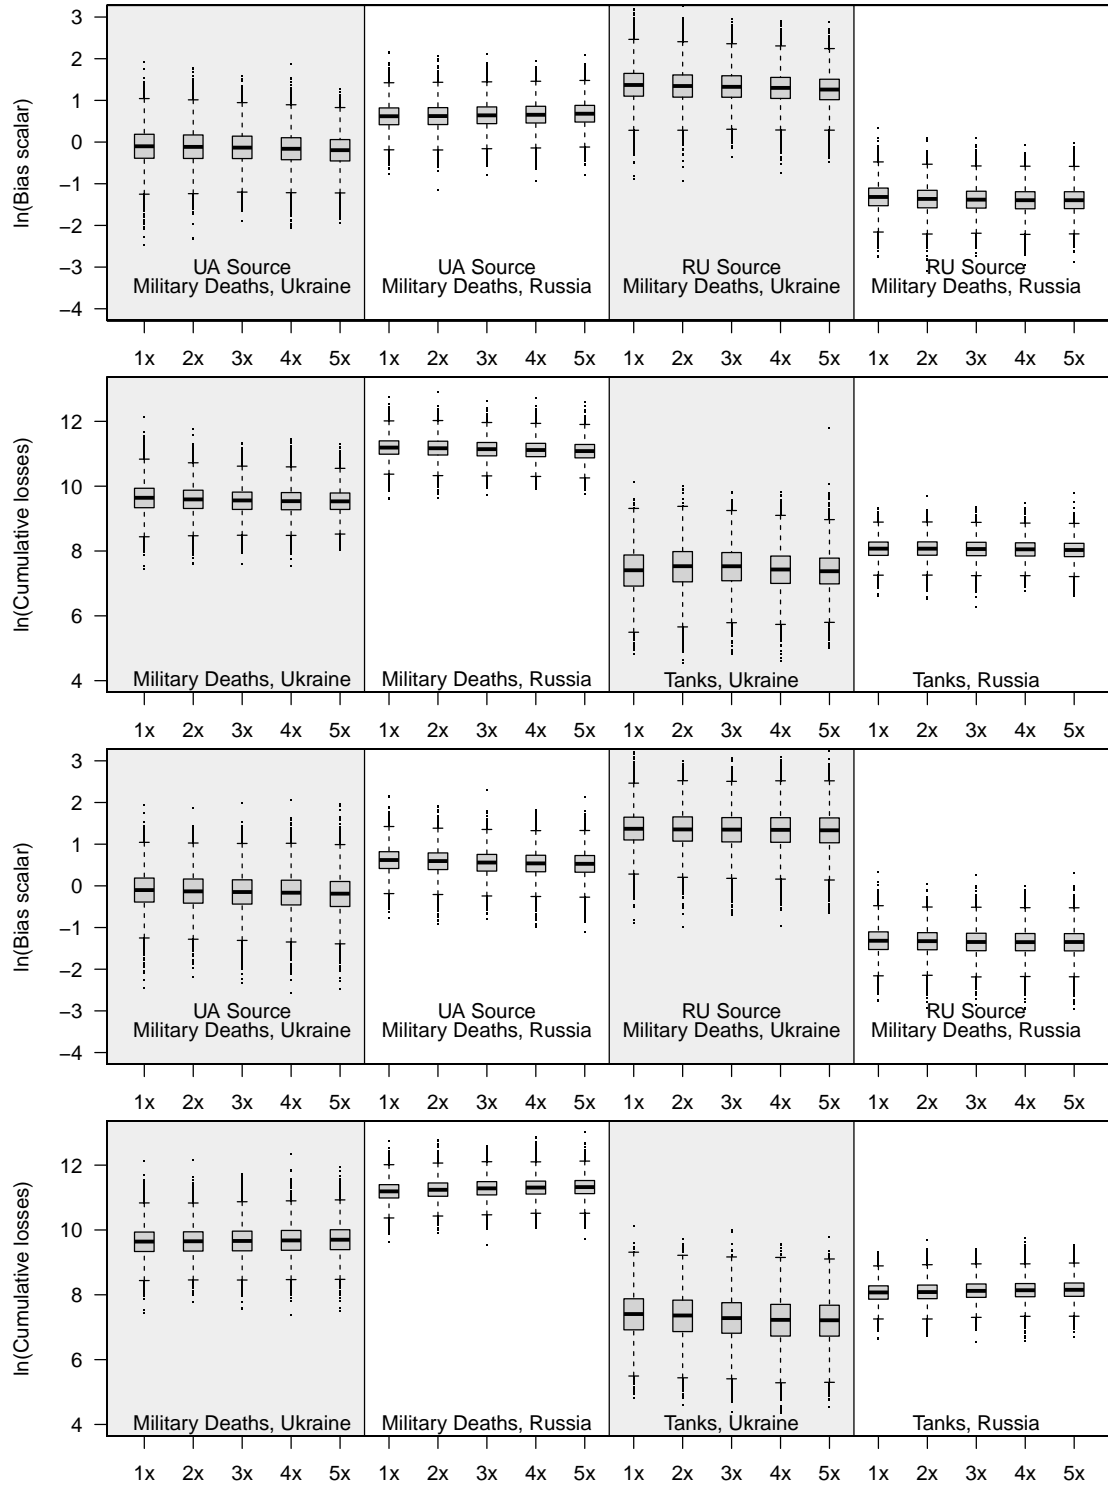 3
2
1
0
−1
−2
−3
−4
ln(Bias scalar)
UA Source
Military Deaths, Ukraine
UA Source
Military Deaths, Russia
RU Source
Military Deaths, Ukraine
RU Source
Military Deaths, Russia
1x 2x 3x 4x 5x 1x 2x 3x 4x 5x 1x 2x 3x 4x 5x 1x 2x 3x 4x 5x
12
10
8
6
4
ln(Cumulative losses)
Military Deaths, Ukraine
Military Deaths, Russia
Tanks, Ukraine
Tanks, Russia
1x 2x 3x 4x 5x 1x 2x 3x 4x 5x 1x 2x 3x 4x 5x 1x 2x 3x 4x 5x
3
2
1
0
−1
−2
−3
−4
ln(Bias scalar)
UA Source
Military Deaths, Ukraine
UA Source
Military Deaths, Russia
RU Source
Military Deaths, Ukraine
RU Source
Military Deaths, Russia
1x 2x 3x 4x 5x 1x 2x 3x 4x 5x 1x 2x 3x 4x 5x 1x 2x 3x 4x 5x
12
10
8
6
4
ln(Cumulative losses)
Military Deaths, Ukraine
Military Deaths, Russia
Tanks, Ukraine
Tanks, Russia
1x 2x 3x 4x 5x 1x 2x 3x 4x 5x 1x 2x 3x 4x 5x 1x 2x 3x 4x 5x